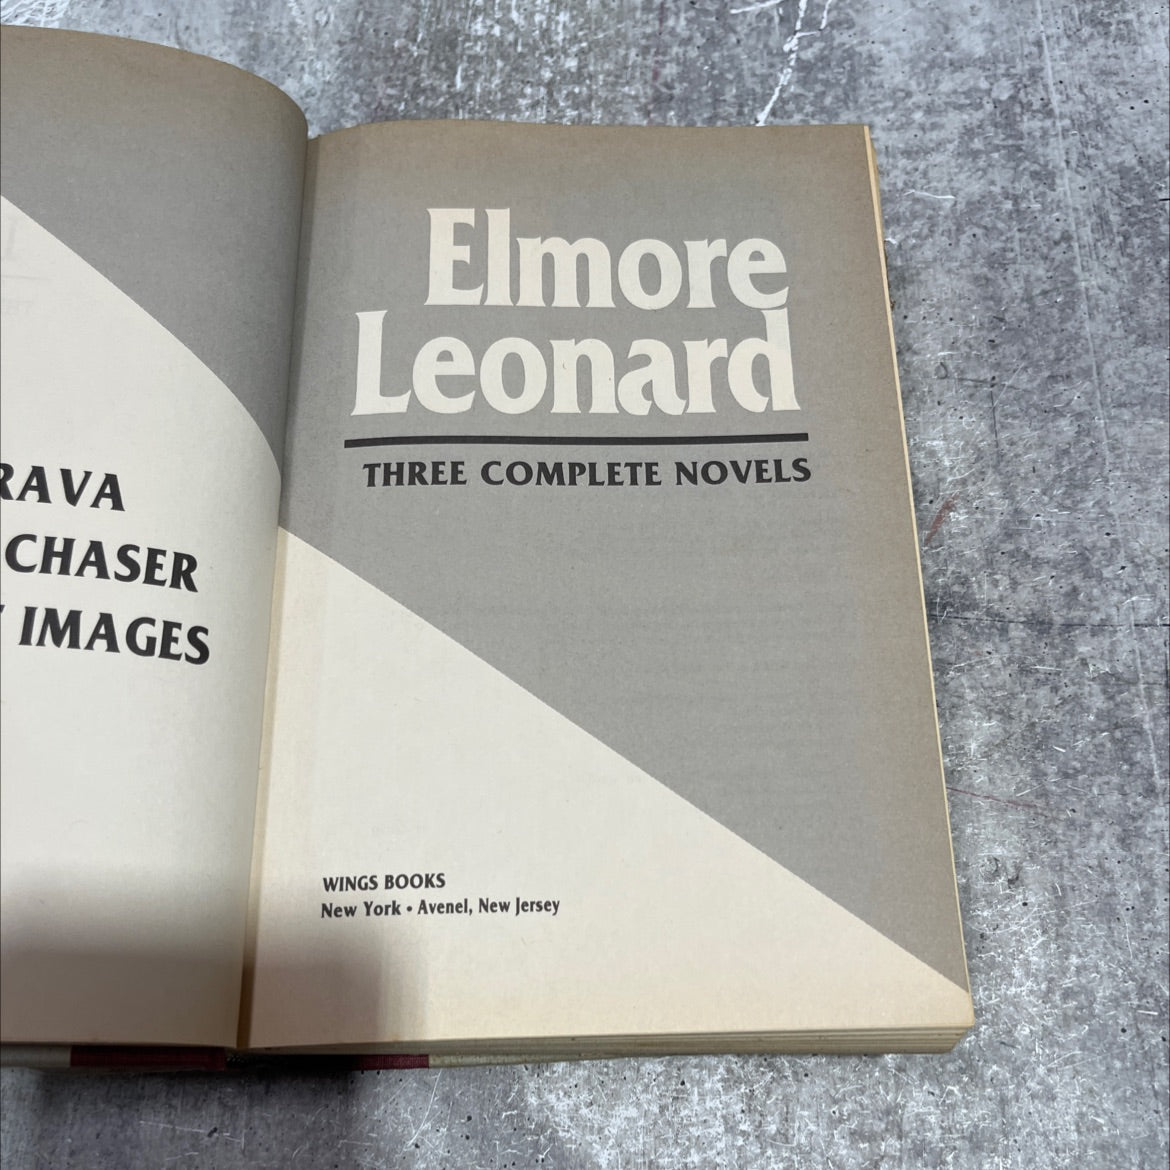 RAVA
CHASER
IMAGES
Elmore
Leonard
THREE COMPLETE NOVELS
WINGS BOOKS
New York • Avenel, New Jersey